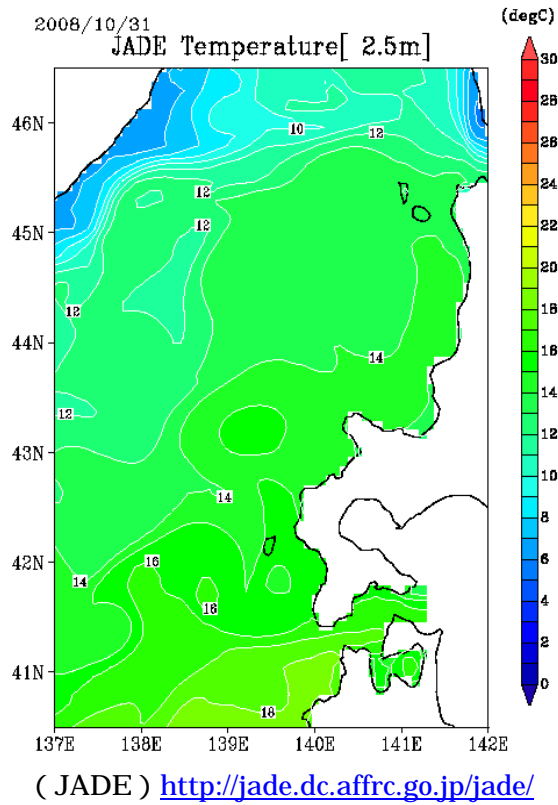 (degC)
2008/10/31
JADE Temperature[ 2.5m]
30
28
26
24
22
20
18
16
14
12
10
8
6
4
2
0
46N
45N
44N
43N
42N
41N
10
12
12
12
12
14
12
14
16
14
16
18
137E 138E 139E 140E 141E 142E
( JADE ) http://jade.dc.affrc.go.jp/jade/